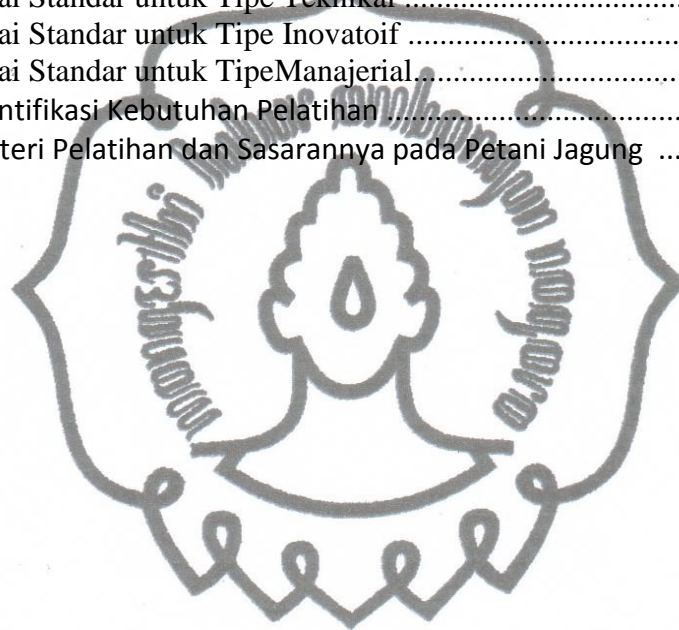 ai Standar untuk Tipe Teknikal ..............................
ai Standar untuk Tipe Inovatoif ..............................
ai Standar untuk TipeManajerial..............................
ntifikasi Kebutuhan Pelatihan ................................
teri Pelatihan dan Sasarannya pada Petani Jagung ...